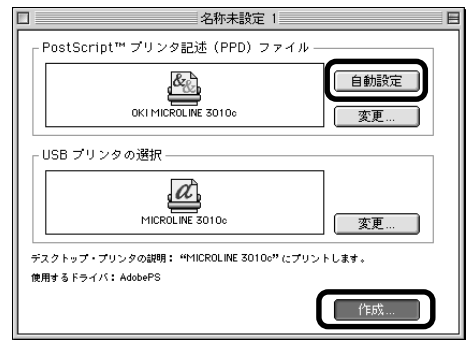 名称未設定 1
PostScript™ プリンタ記述（PPD）ファイル
自動設定
OKI MICROLINE 3010c
変更...
USB プリンタの選択
MICROLINE 3010c
変更...
デスクトップ・プリンタの説明： “MICROLINE 3010c” にプリントします。
使用するドライバ： AdobePS
作成...